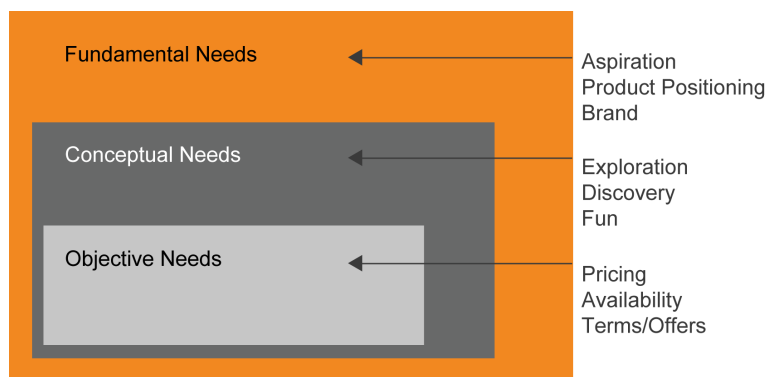 Fundamental Needs
Aspiration
Product Positioning
Brand
Conceptual Needs
Exploration
Discovery
Fun
Objective Needs
Pricing
Availability
Terms/Offers